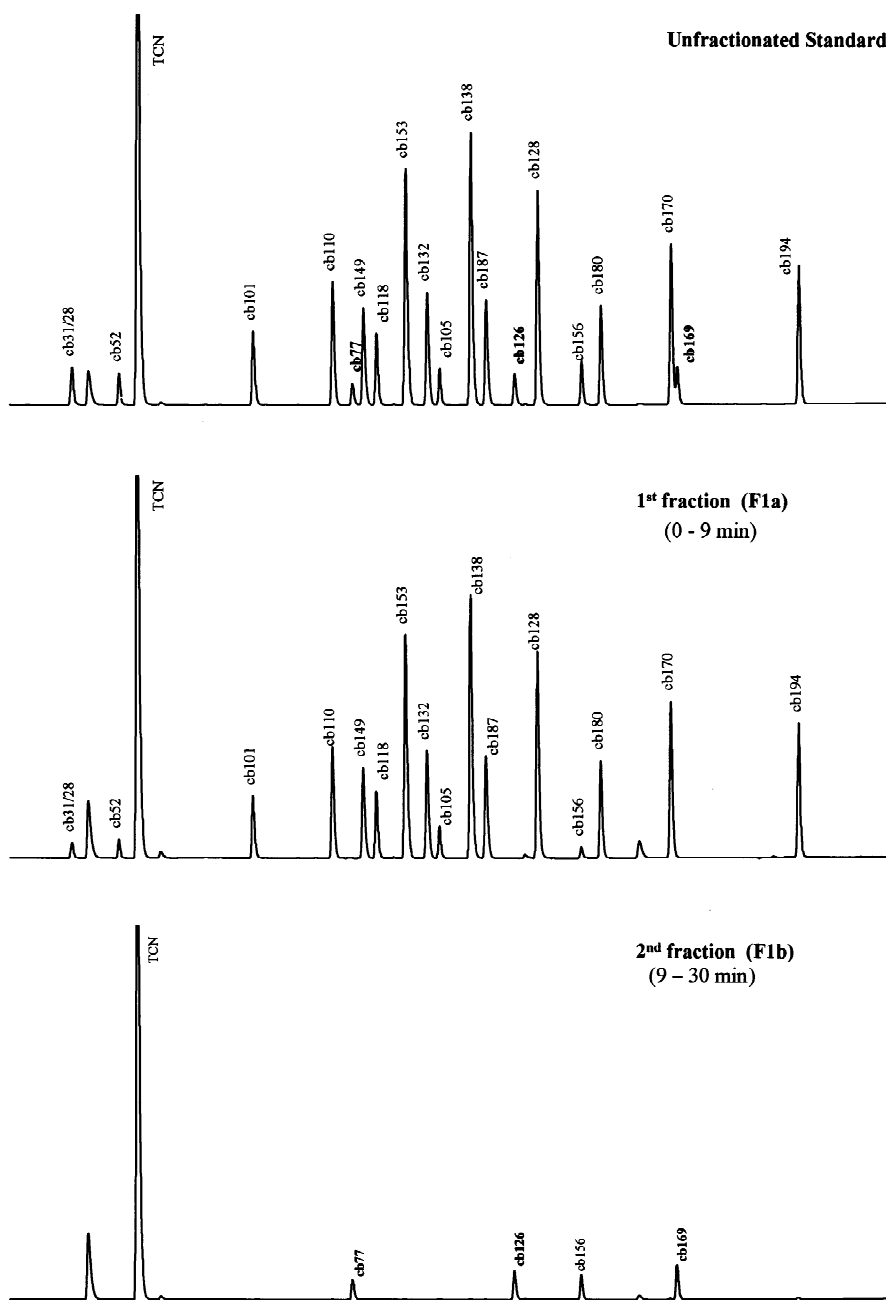 Unfractionated Standard
TCN
cb31/28
cb52
cb101
cb110
cb77
cb149
cb118
cb153
cb132
cb105
cb138
cb187
cb126
cb128
cb156
cb180
cb170
cb169
cb194
1st fraction (F1a)
(0 - 9 min)
TCN
cb31/28
cb52
cb101
cb110
cb149
cb118
cb153
cb132
cb105
cb138
cb187
cb128
cb156
cb180
cb170
cb194
2nd fraction (F1b)
(9 – 30 min)
TCN
cb77
cb126
cb156
cb169